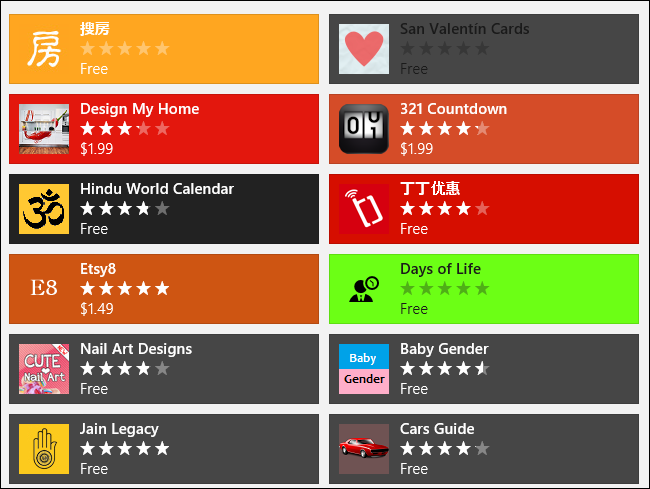 房
搜房
Free
San Valentín Cards
Free
Design My Home
$1.99
321 Countdown
$1.99
Hindu World Calendar
Free
丁丁优惠
Free
E8
Etsy8
$1.49
Days of Life
Free
CUTE
Nail Art
Nail Art Designs
Free
Baby
Gender
Baby Gender
Free
Jain Legacy
Free
Cars Guide
Free